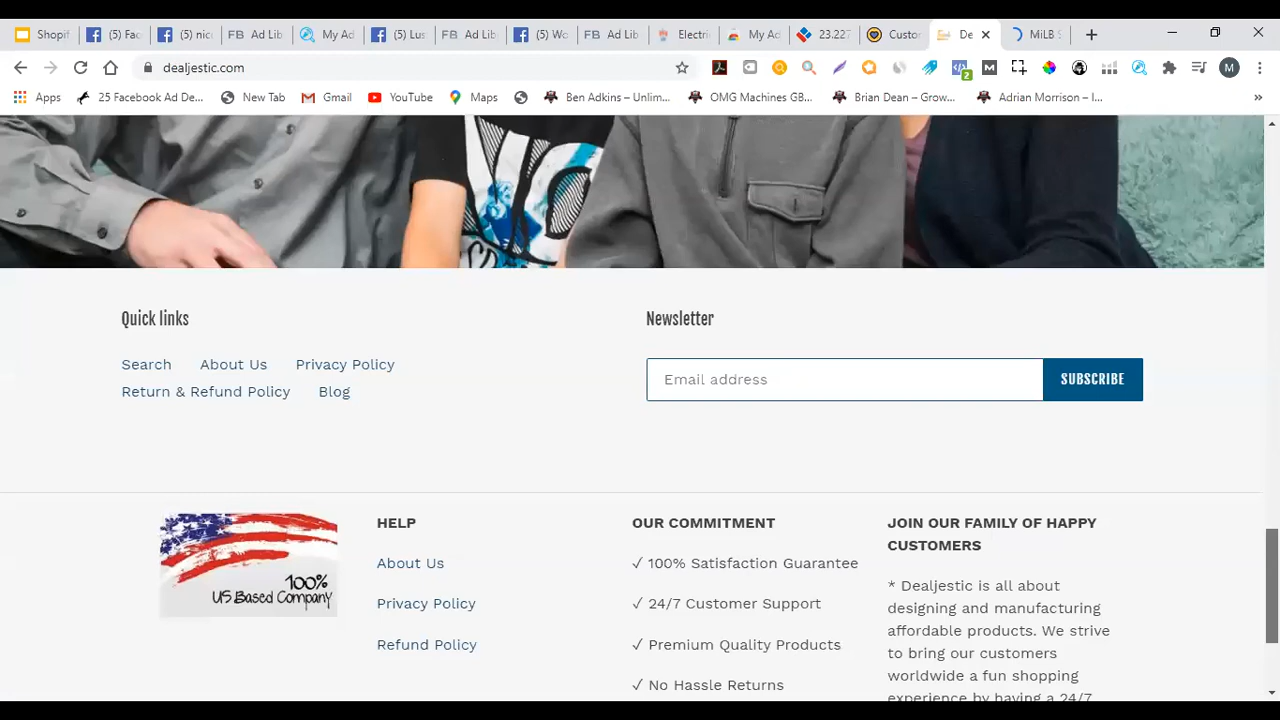 Shopif
(5) Fac
(5) nic
Ad Lib
My Ad
(5) Lus
Ad Lib
(5) Wo
Ad Lib
Electri
My Ad
23.227
Custo
De
MiLB S
dealjestic.com
2
M
Apps
25 Facebook Ad De...
New Tab
Gmail
YouTube
Maps
Ben Adkins – Unlim...
OMG Machines GB...
Brian Dean – Grow...
Adrian Morrison – I...
Quick links
Newsletter
Search About Us Privacy Policy
Return & Refund Policy Blog
Email address
SUBSCRIBE
100%
US Based Company
HELP
About Us
Privacy Policy
Refund Policy
OUR COMMITMENT
✓ 100% Satisfaction Guarantee
✓ 24/7 Customer Support
✓ Premium Quality Products
✓ No Hassle Returns
JOIN OUR FAMILY OF HAPPY
CUSTOMERS
* Dealjestic is all about
designing and manufacturing
affordable products. We strive
to bring our customers
worldwide a fun shopping
experience by having a 24/7